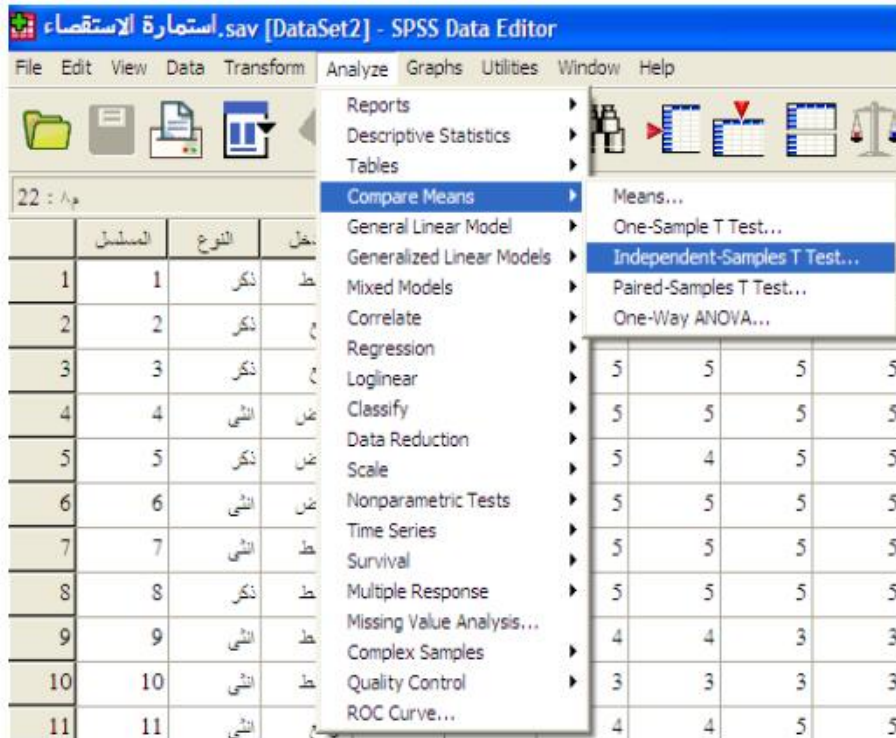 استمارة الاستقصاء.sav [DataSet2] - SPSS Data Editor
File Edit View Data Transform Analyze Graphs Utilities Window Help
Reports
Descriptive Statistics
Tables
Compare Means
General Linear Model
Generalized Linear Models
Mixed Models
Correlate
Regression
Loglinear
Classify
Data Reduction
Scale
Nonparametric Tests
Time Series
Survival
Multiple Response
Missing Value Analysis...
Complex Samples
Quality Control
ROC Curve...
Means...
One-Sample T Test...
Independent-Samples T Test...
Paired-Samples T Test...
One-Way ANOVA...
22 : م٨
المسلسل النوع
1 1 ذكر
2 2 ذكر
3 3 ذكر 5 5 5 5
4 4 انثى 5 5 5 5
5 5 ذكر 5 4 5 5
6 6 انثى 5 5 5 5
7 7 انثى 5 5 5 5
8 8 ذكر 5 5 5 5
9 9 انثى 4 4 3 3
10 10 انثى 3 3 3 3
11 11 انثى 4 4 5 5